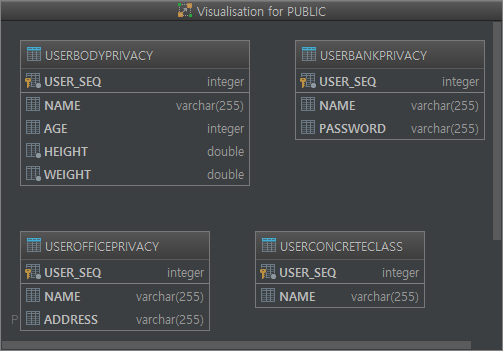 Visualisation for PUBLIC
USERBODYPRIVACY
USER_SEQ integer
NAME varchar(255)
AGE integer
HEIGHT double
WEIGHT double
USERBANKPRIVACY
USER_SEQ integer
NAME varchar(255)
PASSWORD varchar(255)
USEROFFICEPRIVACY
USER_SEQ integer
NAME varchar(255)
ADDRESS varchar(255)
USERCONCRETECLASS
USER_SEQ integer
NAME varchar(255)
P